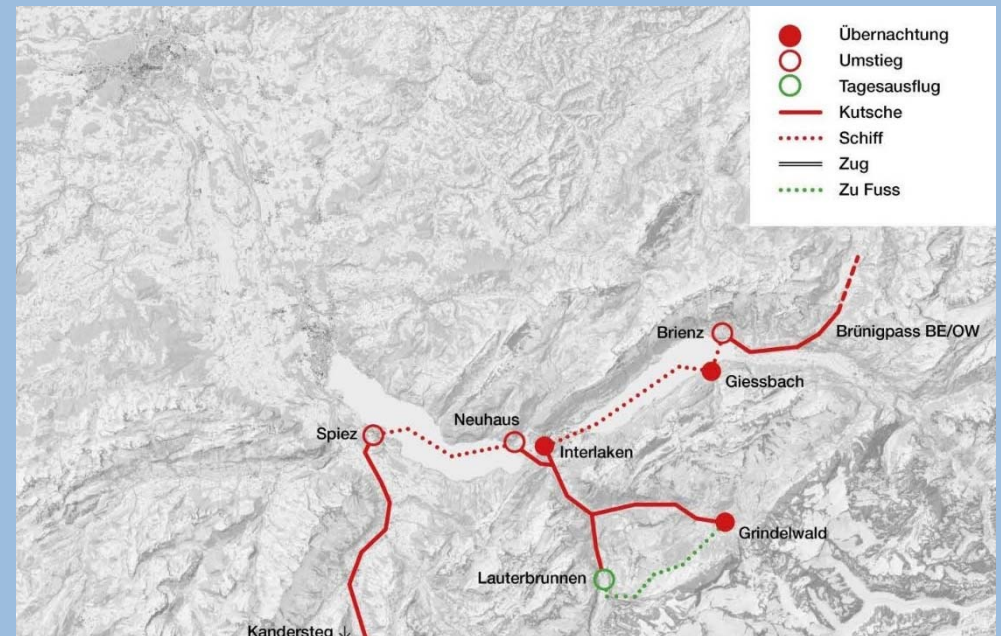 Übernachtung
Umstieg
Tagesausflug
Kutsche
Schiff
Zug
Zu Fuss
Brienz
Brünigpass BE/OW
Giessbach
Neuhaus
Spiez
Interlaken
Grindelwald
Lauterbrunnen
Kandersteg ↓